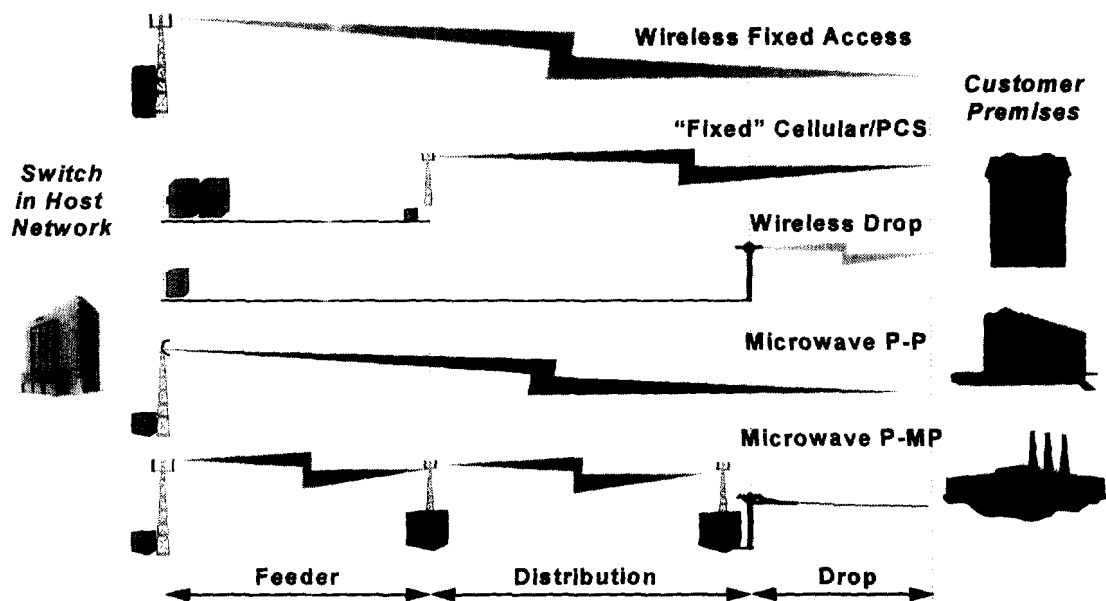 Wireless Fixed Access
Customer
Premises
"Fixed" Cellular/PCS
Switch
in Host
Network
Wireless Drop
Microwave P-P
Microwave P-MP
Feeder
Distribution
Drop